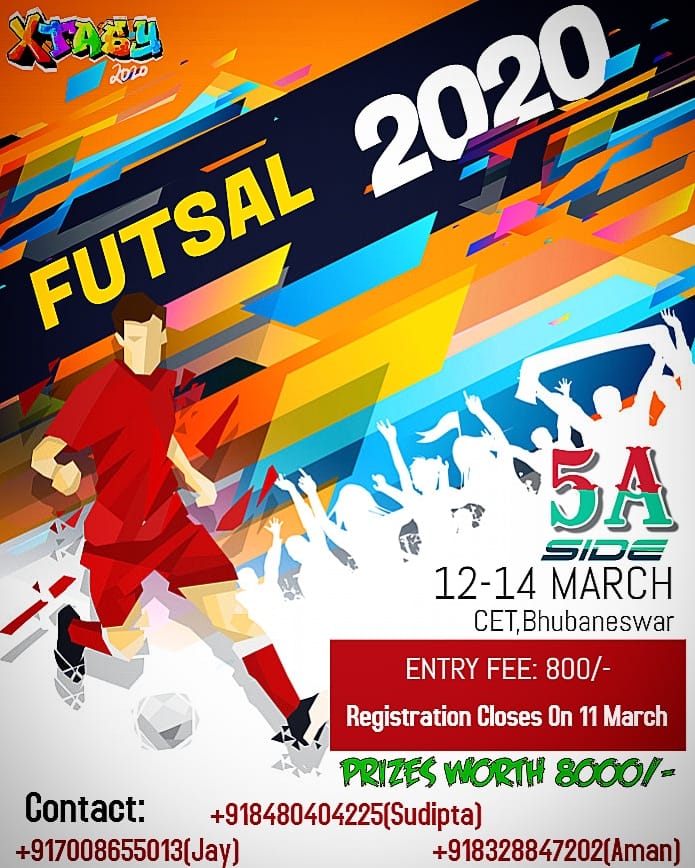 XTASY
2020
FUTSAL 2020
5A
SIDE
12-14 MARCH
CET,Bhubaneswar
ENTRY FEE: 800/-
Registration Closes On 11 March
PRIZES WORTH 8000/-
Contact:
+918480404225(Sudipta)
+917008655013(Jay)
+918328847202(Aman)